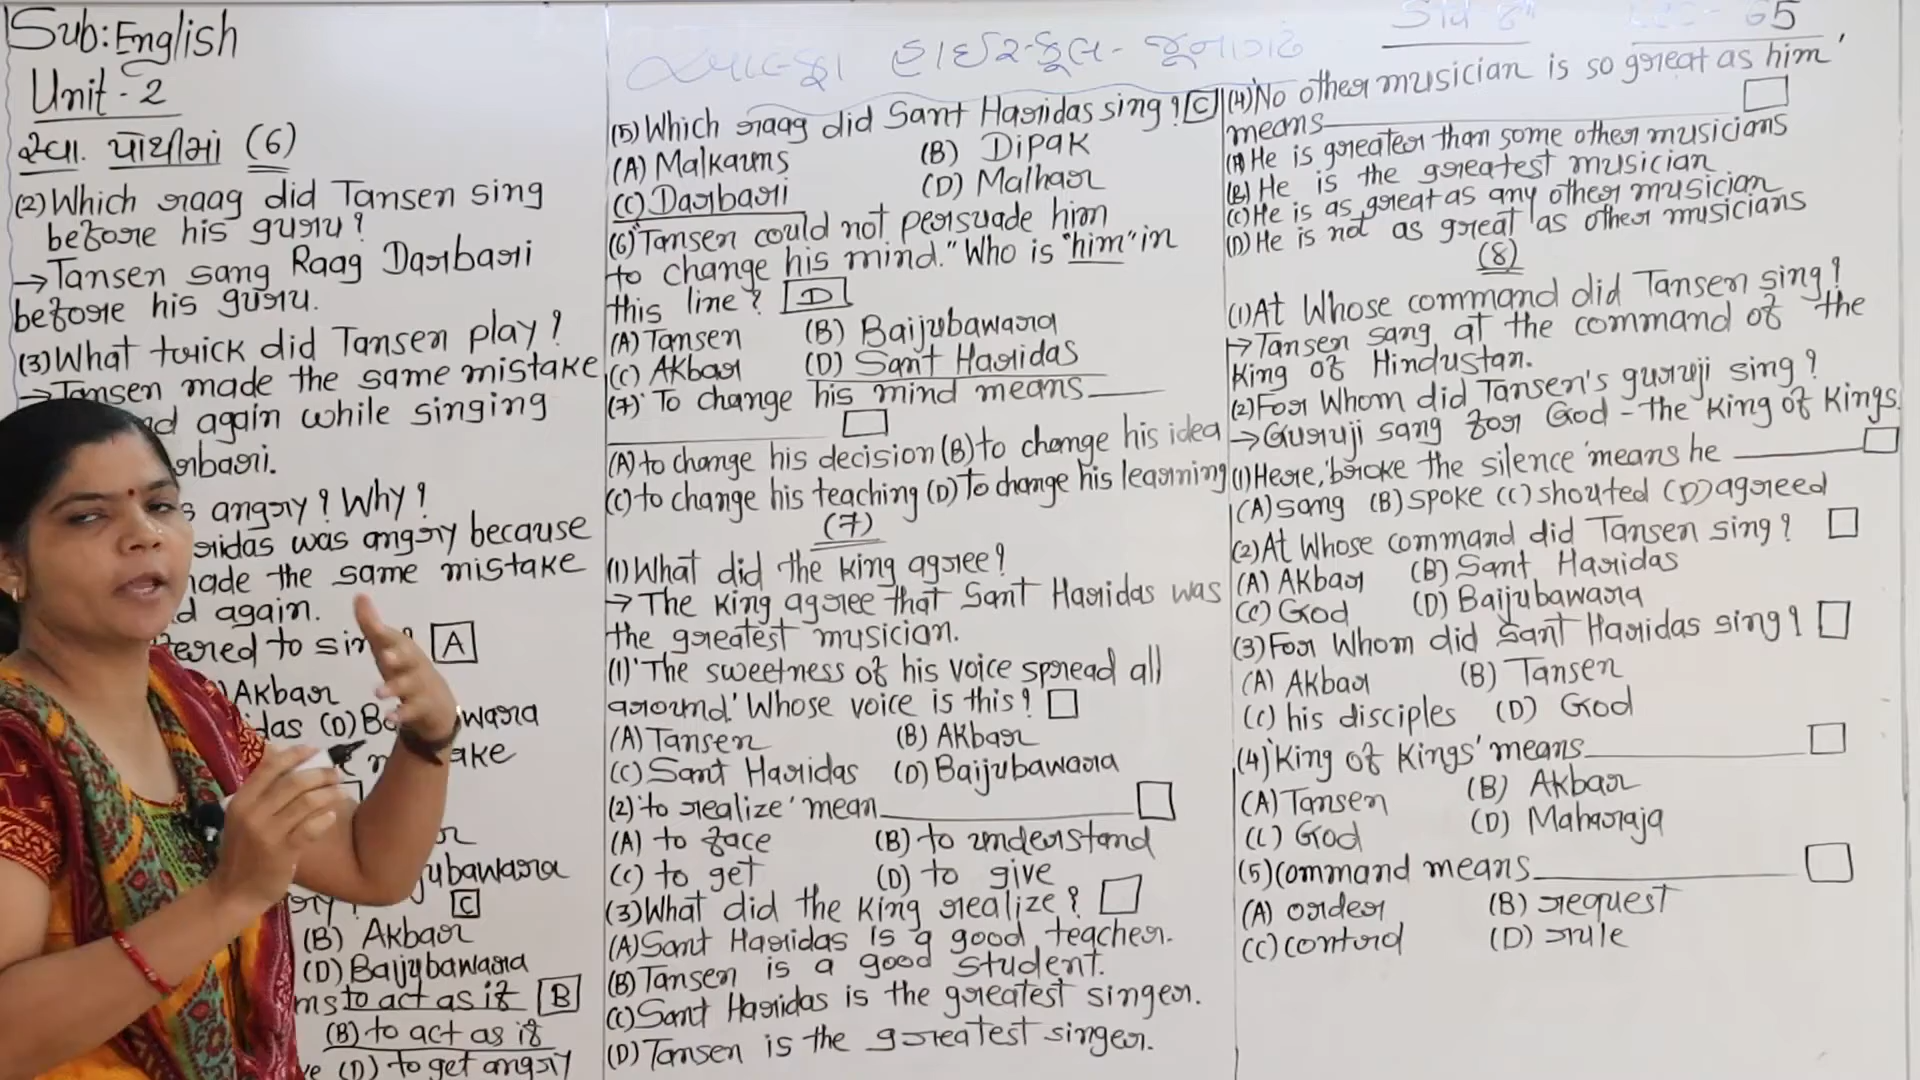 Sub: English
Unit-2
સ્વા. પોથીમાં (6)
(2) Which raag did Tansen sing
before his guru?
→ Tansen sang Raag Darbari
before his guru.
(3) What trick did Tansen play?
→ Tansen made the same mistake
again while singing
angry? Why?
was angry because
the same mistake
again.
to sing? A
Akbar
(D)
B) Akbar C
(D) Baijubawara
to act as if B
(B) to act as if
(D) to get angry
હાઈસ્કૂલ - જૂનાગઢ
(5) Which raag did Sant Haridas sing? C
(A) Malkauns (B) Dipak
(C) Darbari (D) Malhar
(6) "Tansen could not persuade him
to change his mind." Who is "him" in
this line? D
(A) Tansen (B) Baijubawara
(C) Akbar (D) Sant Haridas
(7) 'To change his mind means
(A) to change his decision (B) to change his idea
(C) to change his teaching (D) to change his learning
(7)
(1) What did the king agree?
→ The king agree that Sant Haridas was
the greatest musician.
(1) 'The sweetness of his voice spread all
around.' Whose voice is this?
(A) Tansen (B) Akbar
(C) Sant Haridas (D) Baijubawara
(2) 'to realize' mean
(A) to face (B) to understand
(C) to get (D) to give
(3) What did the king realize?
(A) Sant Haridas is a good teacher.
(B) Tansen is a good student.
(C) Sant Haridas is the greatest singer.
(D) Tansen is the greatest singer.
65
(4) No other musician is so great as him'
means
(A) He is greater than some other musicians
(B) He is the greatest musician
(C) He is as great as any other musician
(D) He is not as great as other musicians
(8)
(1) At Whose command did Tansen sing?
→ Tansen sang at the command of the
King of Hindustan.
(2) For Whom did Tansen's guruji sing?
→ Guruji sang for God - the king of kings.
(1) Here, 'broke the silence' means he
(A) sang (B) spoke (C) shouted (D) agreed
(2) At Whose command did Tansen sing?
(A) Akbar (B) Sant Haridas
(C) God (D) Baijubawara
(3) For Whom did Sant Haridas sing?
(A) Akbar (B) Tansen
(C) his disciples (D) God
(4) 'King of Kings' means
(A) Tansen (B) Akbar
(C) God (D) Maharaja
(5) Command means
(A) order (B) request
(C) control (D) rule